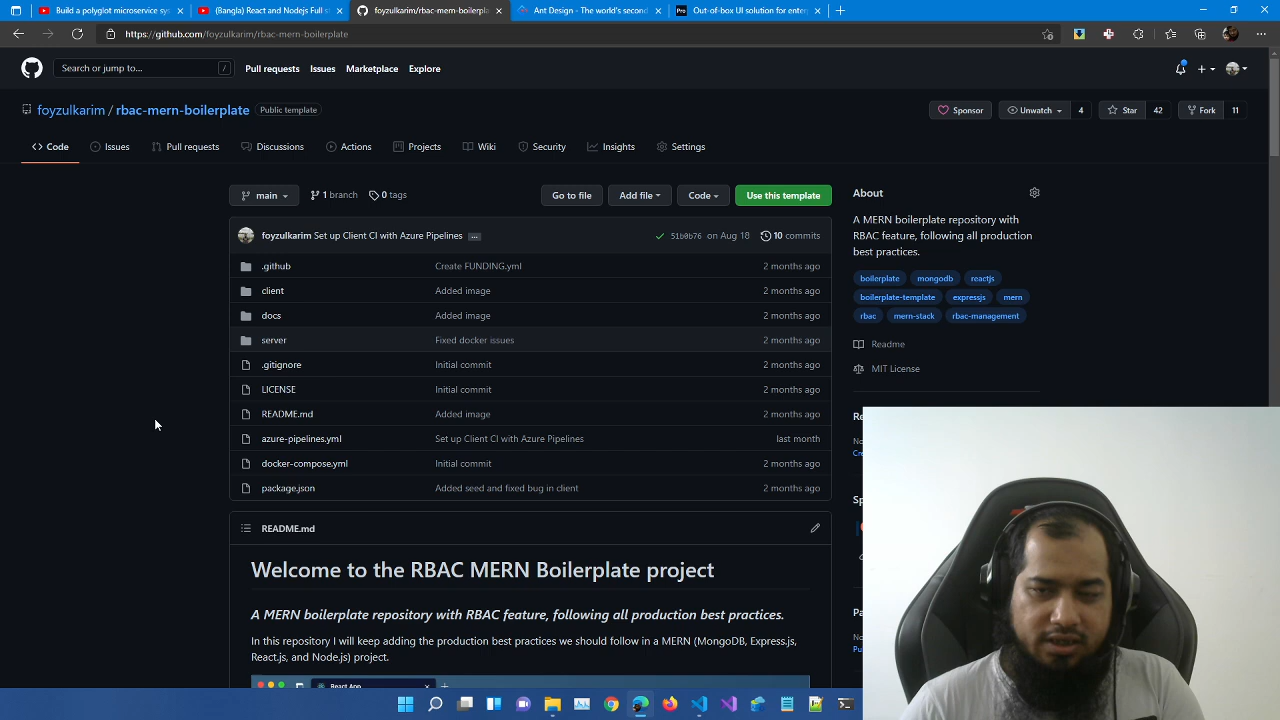 Build a polyglot microservice sys
(Bangla) React and Nodejs Full st
foyzulkarim/rbac-mern-boilerplate
Ant Design - The world's second
Pro Out-of-box UI solution for enter
https://github.com/foyzulkarim/rbac-mern-boilerplate
Search or jump to... /
Pull requests Issues Marketplace Explore
foyzulkarim / rbac-mern-boilerplate Public template
Sponsor Unwatch 4 Star 42 Fork 11
Code Issues Pull requests Discussions Actions Projects Wiki Security Insights Settings
main 1 branch 0 tags Go to file Add file Code Use this template
foyzulkarim Set up Client CI with Azure Pipelines ... 51b0b76 on Aug 18 10 commits
.github Create FUNDING.yml 2 months ago
client Added image 2 months ago
docs Added image 2 months ago
server Fixed docker issues 2 months ago
.gitignore Initial commit 2 months ago
LICENSE Initial commit 2 months ago
README.md Added image 2 months ago
azure-pipelines.yml Set up Client CI with Azure Pipelines last month
docker-compose.yml Initial commit 2 months ago
package.json Added seed and fixed bug in client 2 months ago
About
A MERN boilerplate repository with
RBAC feature, following all production
best practices.
boilerplate mongodb reactjs
boilerplate-template expressjs mern
rbac mern-stack rbac-management
Readme
MIT License
README.md
Welcome to the RBAC MERN Boilerplate project
A MERN boilerplate repository with RBAC feature, following all production best practices.
In this repository I will keep adding the production best practices we should follow in a MERN (MongoDB, Express.js,
React.js, and Node.js) project.
React App